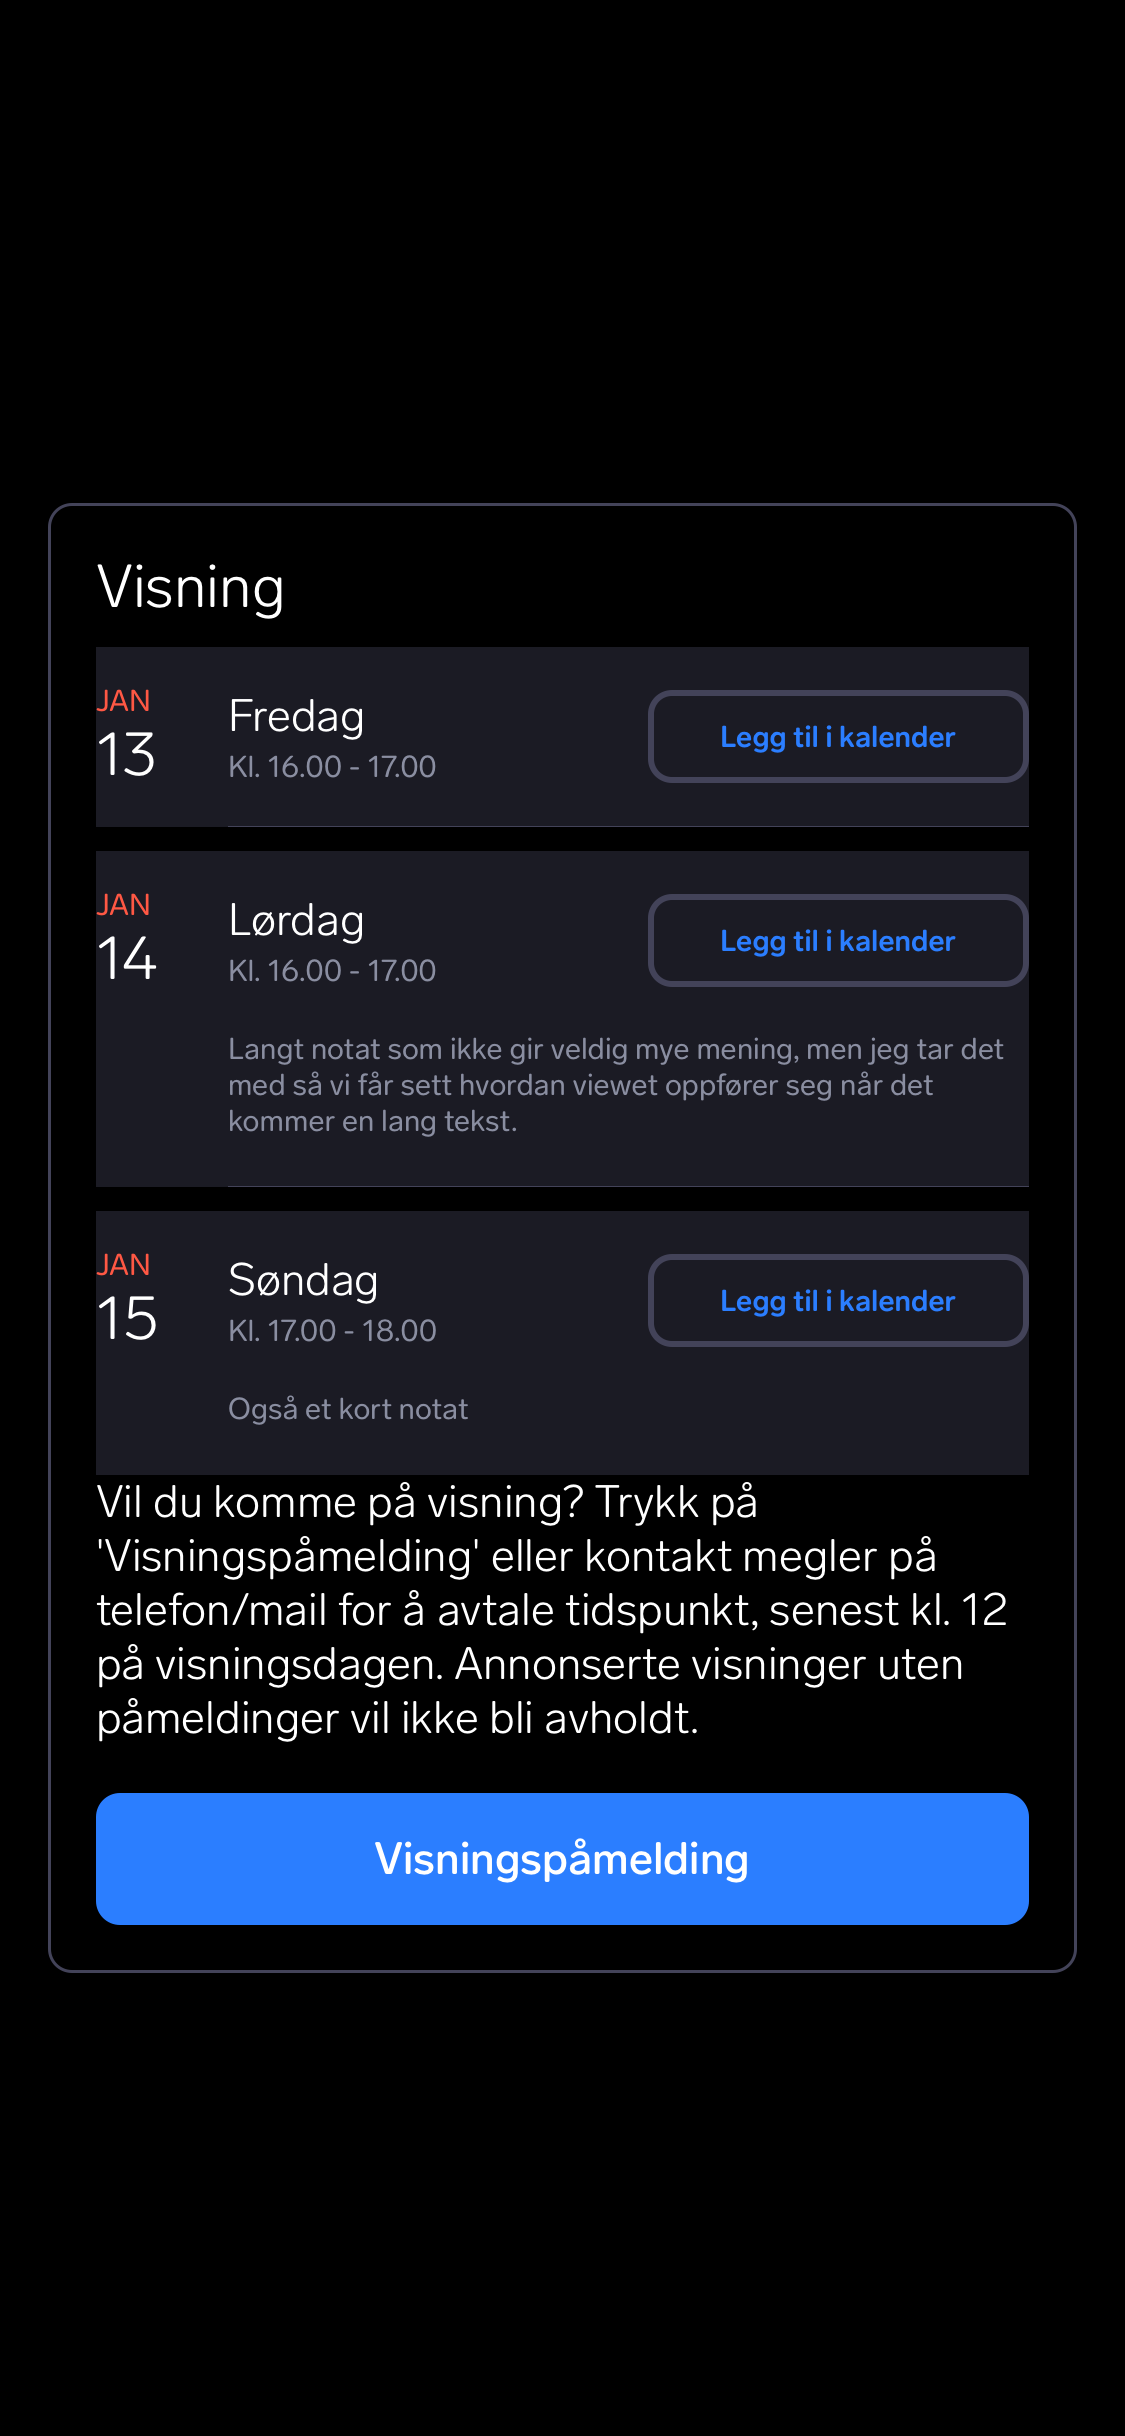 Visning
JAN
13
Fredag
Kl. 16.00 - 17.00
Legg til i kalender
JAN
14
Lørdag
Kl. 16.00 - 17.00
Legg til i kalender
Langt notat som ikke gir veldig mye mening, men jeg tar det
med så vi får sett hvordan viewet oppfører seg når det
kommer en lang tekst.
JAN
15
Søndag
Kl. 17.00 - 18.00
Legg til i kalender
Også et kort notat
Vil du komme på visning? Trykk på
'Visningspåmelding' eller kontakt megler på
telefon/mail for å avtale tidspunkt, senest kl. 12
på visningsdagen. Annonserte visninger uten
påmeldinger vil ikke bli avholdt.
Visningspåmelding